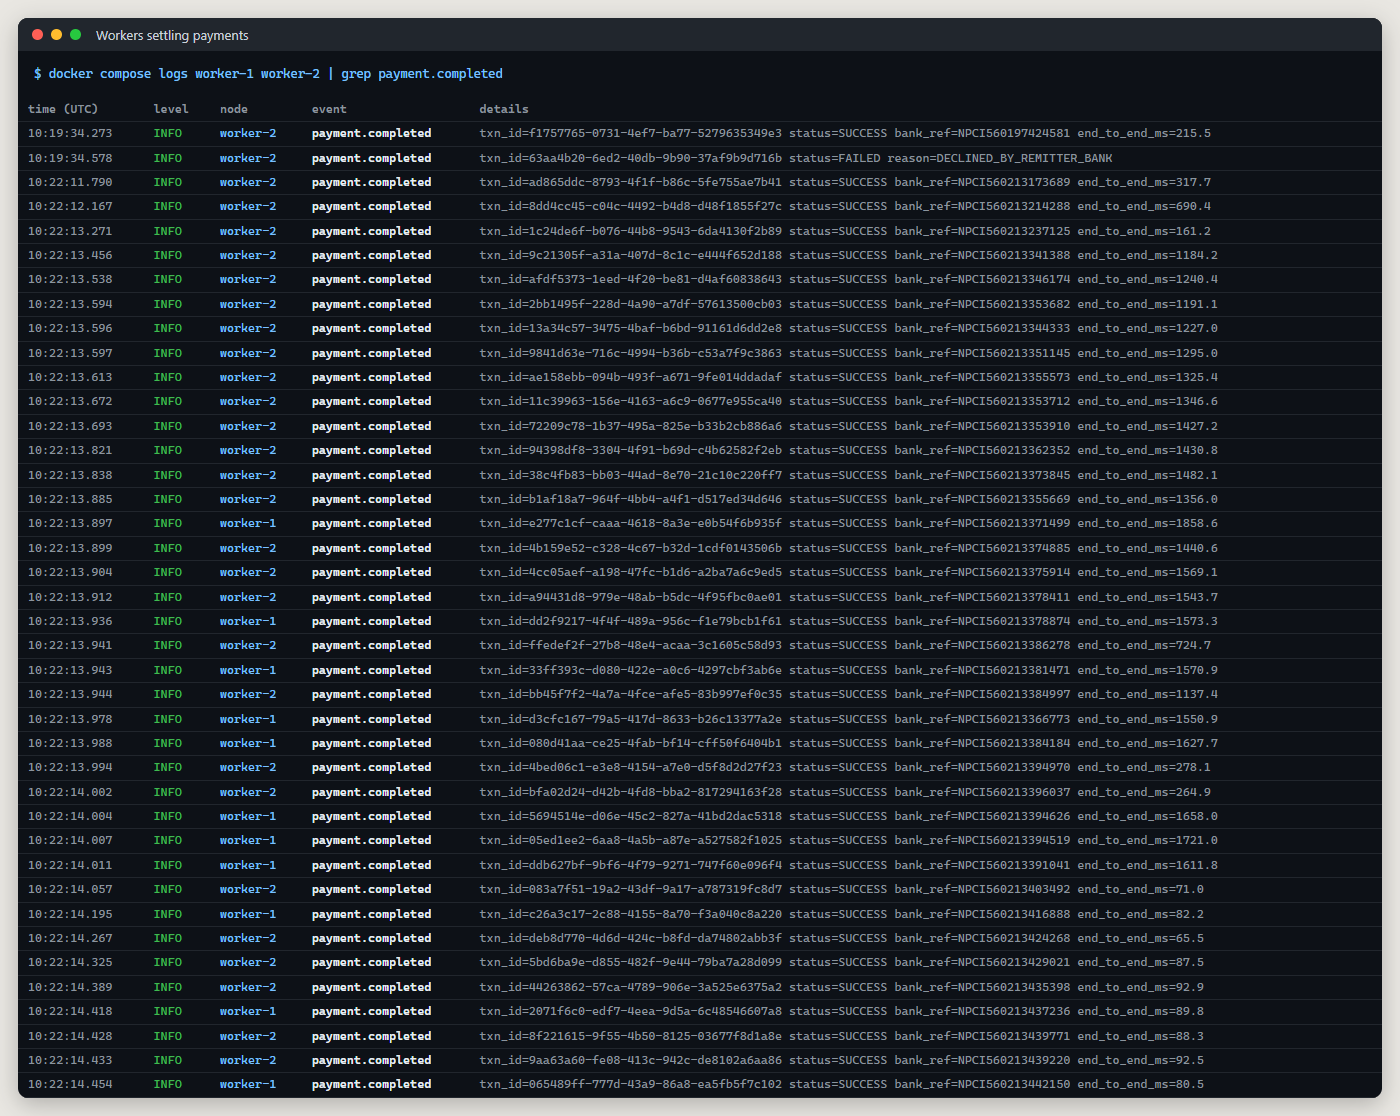 Workers settling payments
$ docker compose logs worker-1 worker-2 | grep payment.completed
time (UTC) level node event details
10:19:34.273 INFO worker-2 payment.completed txn_id=f1757765-0731-4ef7-ba77-5279635349e3 status=SUCCESS bank_ref=NPCI560197424581 end_to_end_ms=215.5
10:19:34.578 INFO worker-2 payment.completed txn_id=63aa4b20-6ed2-40db-9b90-37af9b9d716b status=FAILED reason=DECLINED_BY_REMITTER_BANK
10:22:11.790 INFO worker-2 payment.completed txn_id=ad865ddc-8793-4f1f-b86c-5fe755ae7b41 status=SUCCESS bank_ref=NPCI560213173689 end_to_end_ms=317.7
10:22:12.167 INFO worker-2 payment.completed txn_id=8dd4cc45-c04c-4492-b4d8-d48f1855f27c status=SUCCESS bank_ref=NPCI560213214288 end_to_end_ms=690.4
10:22:13.271 INFO worker-2 payment.completed txn_id=1c24de6f-b076-44b8-9543-6da4130f2b89 status=SUCCESS bank_ref=NPCI560213237125 end_to_end_ms=161.2
10:22:13.456 INFO worker-2 payment.completed txn_id=9c21305f-a31a-407d-8c1c-e444f652d188 status=SUCCESS bank_ref=NPCI560213341388 end_to_end_ms=1184.2
10:22:13.538 INFO worker-2 payment.completed txn_id=afdf5373-1eed-4f20-be81-d4af60838643 status=SUCCESS bank_ref=NPCI560213346174 end_to_end_ms=1240.4
10:22:13.594 INFO worker-2 payment.completed txn_id=2bb1495f-228d-4a90-a7df-57613500cb03 status=SUCCESS bank_ref=NPCI560213353682 end_to_end_ms=1191.1
10:22:13.596 INFO worker-2 payment.completed txn_id=13a34c57-3475-4baf-b6bd-91161d6dd2e8 status=SUCCESS bank_ref=NPCI560213344333 end_to_end_ms=1227.0
10:22:13.597 INFO worker-2 payment.completed txn_id=9841d63e-716c-4994-b36b-c53a7f9c3863 status=SUCCESS bank_ref=NPCI560213351145 end_to_end_ms=1295.0
10:22:13.613 INFO worker-2 payment.completed txn_id=ae158ebb-094b-493f-a671-9fe014ddadaf status=SUCCESS bank_ref=NPCI560213355573 end_to_end_ms=1325.4
10:22:13.672 INFO worker-2 payment.completed txn_id=11c39963-156e-4163-a6c9-0677e955ca40 status=SUCCESS bank_ref=NPCI560213353712 end_to_end_ms=1346.6
10:22:13.693 INFO worker-2 payment.completed txn_id=72209c78-1b37-495a-825e-b33b2cb886a6 status=SUCCESS bank_ref=NPCI560213353910 end_to_end_ms=1427.2
10:22:13.821 INFO worker-2 payment.completed txn_id=94398df8-3304-4f91-b69d-c4b62582f2eb status=SUCCESS bank_ref=NPCI560213362352 end_to_end_ms=1430.8
10:22:13.838 INFO worker-2 payment.completed txn_id=38c4fb83-bb03-44ad-8e70-21c10c220ff7 status=SUCCESS bank_ref=NPCI560213373845 end_to_end_ms=1482.1
10:22:13.885 INFO worker-2 payment.completed txn_id=b1af18a7-964f-4bb4-a4f1-d517ed34d646 status=SUCCESS bank_ref=NPCI560213355669 end_to_end_ms=1356.0
10:22:13.897 INFO worker-1 payment.completed txn_id=e277c1cf-caaa-4618-8a3e-e0b54f6b935f status=SUCCESS bank_ref=NPCI560213371499 end_to_end_ms=1858.6
10:22:13.899 INFO worker-2 payment.completed txn_id=4b159e52-c328-4c67-b32d-1cdf0143506b status=SUCCESS bank_ref=NPCI560213374885 end_to_end_ms=1440.6
10:22:13.904 INFO worker-2 payment.completed txn_id=4cc05aef-a198-47fc-b1d6-a2ba7a6c9ed5 status=SUCCESS bank_ref=NPCI560213375914 end_to_end_ms=1569.1
10:22:13.912 INFO worker-2 payment.completed txn_id=a94431d8-979e-48ab-b5dc-4f95fbc0ae01 status=SUCCESS bank_ref=NPCI560213378411 end_to_end_ms=1543.7
10:22:13.936 INFO worker-1 payment.completed txn_id=dd2f9217-4f4f-489a-956c-f1e79bcb1f61 status=SUCCESS bank_ref=NPCI560213378874 end_to_end_ms=1573.3
10:22:13.941 INFO worker-2 payment.completed txn_id=ffedef2f-27b8-48e4-acaa-3c1605c58d93 status=SUCCESS bank_ref=NPCI560213386278 end_to_end_ms=724.7
10:22:13.943 INFO worker-1 payment.completed txn_id=33ff393c-d080-422e-a0c6-4297cbf3ab6e status=SUCCESS bank_ref=NPCI560213381471 end_to_end_ms=1570.9
10:22:13.944 INFO worker-2 payment.completed txn_id=bb45f7f2-4a7a-4fce-afe5-83b997ef0c35 status=SUCCESS bank_ref=NPCI560213384997 end_to_end_ms=1137.4
10:22:13.978 INFO worker-1 payment.completed txn_id=d3cfc167-79a5-417d-8633-b26c13377a2e status=SUCCESS bank_ref=NPCI560213366773 end_to_end_ms=1550.9
10:22:13.988 INFO worker-1 payment.completed txn_id=080d41aa-ce25-4fab-bf14-cff50f6404b1 status=SUCCESS bank_ref=NPCI560213384184 end_to_end_ms=1627.7
10:22:13.994 INFO worker-2 payment.completed txn_id=4bed06c1-e3e8-4154-a7e0-d5f8d2d27f23 status=SUCCESS bank_ref=NPCI560213394970 end_to_end_ms=278.1
10:22:14.002 INFO worker-2 payment.completed txn_id=bfa02d24-d42b-4fd8-bba2-817294163f28 status=SUCCESS bank_ref=NPCI560213396037 end_to_end_ms=264.9
10:22:14.004 INFO worker-1 payment.completed txn_id=5694514e-d06e-45c2-827a-41bd2dac5318 status=SUCCESS bank_ref=NPCI560213394626 end_to_end_ms=1658.0
10:22:14.007 INFO worker-1 payment.completed txn_id=05ed1ee2-6aa8-4a5b-a87e-a527582f1025 status=SUCCESS bank_ref=NPCI560213394519 end_to_end_ms=1721.0
10:22:14.011 INFO worker-1 payment.completed txn_id=ddb627bf-9bf6-4f79-9271-747f60e096f4 status=SUCCESS bank_ref=NPCI560213391041 end_to_end_ms=1611.8
10:22:14.057 INFO worker-2 payment.completed txn_id=083a7f51-19a2-43df-9a17-a787319fc8d7 status=SUCCESS bank_ref=NPCI560213403492 end_to_end_ms=71.0
10:22:14.195 INFO worker-1 payment.completed txn_id=c26a3c17-2c88-4155-8a70-f3a040c8a220 status=SUCCESS bank_ref=NPCI560213416888 end_to_end_ms=82.2
10:22:14.267 INFO worker-2 payment.completed txn_id=deb8d770-4d6d-424c-b8fd-da74802abb3f status=SUCCESS bank_ref=NPCI560213424268 end_to_end_ms=65.5
10:22:14.325 INFO worker-2 payment.completed txn_id=5bd6ba9e-d855-482f-9e44-79ba7a28d099 status=SUCCESS bank_ref=NPCI560213429021 end_to_end_ms=87.5
10:22:14.389 INFO worker-2 payment.completed txn_id=44263862-57ca-4789-906e-3a525e6375a2 status=SUCCESS bank_ref=NPCI560213435398 end_to_end_ms=92.9
10:22:14.418 INFO worker-1 payment.completed txn_id=2071f6c0-edf7-4eea-9d5a-6c48546607a8 status=SUCCESS bank_ref=NPCI560213437236 end_to_end_ms=89.8
10:22:14.428 INFO worker-2 payment.completed txn_id=8f221615-9f55-4b50-8125-03677f8d1a8e status=SUCCESS bank_ref=NPCI560213439771 end_to_end_ms=88.3
10:22:14.433 INFO worker-2 payment.completed txn_id=9aa63a60-fe08-413c-942c-de8102a6aa86 status=SUCCESS bank_ref=NPCI560213439220 end_to_end_ms=92.5
10:22:14.454 INFO worker-1 payment.completed txn_id=065489ff-777d-43a9-86a8-ea5fb5f7c102 status=SUCCESS bank_ref=NPCI560213442150 end_to_end_ms=80.5